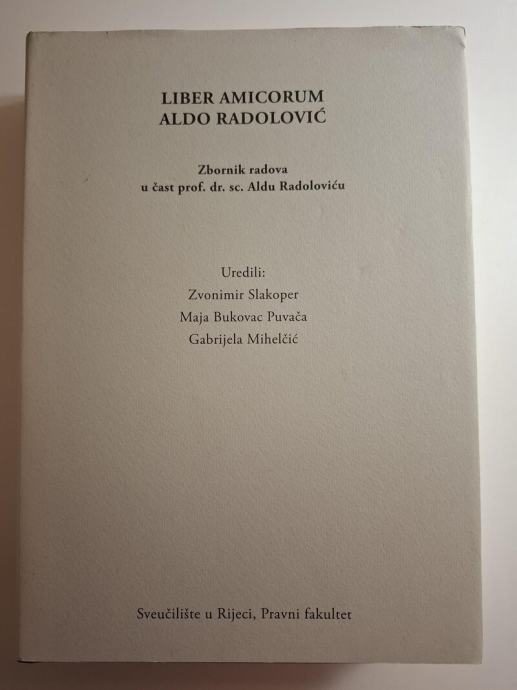 LIBER AMICORUM
ALDO RADOLOVIĆ
Zbornik radova
u čast prof. dr. sc. Aldu Radoloviću
Uredili:
Zvonimir Slakoper
Maja Bukovac Puvača
Gabrijela Mihelčić
Sveučilište u Rijeci, Pravni fakultet